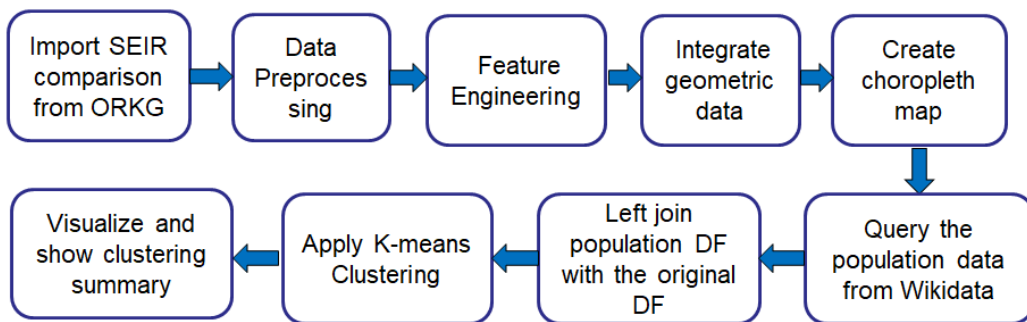 Import SEIR
comparison
from ORKG
Data
Preproces
sing
Feature
Engineering
Integrate
geometric
data
Create
choropleth
map
Query the
population data
from Wikidata
Left join
population DF
with the original
DF
Apply K-means
Clustering
Visualize and
show clustering
summary